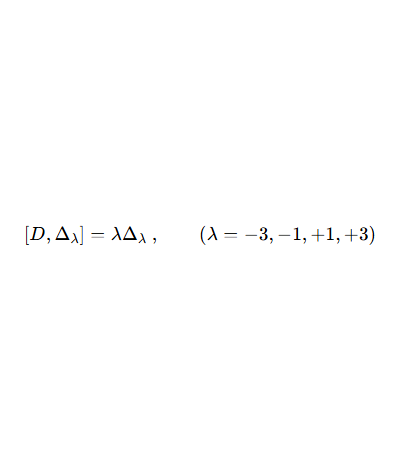 [D, Δ_λ] = λΔ_λ , (λ = −3, −1, +1, +3)